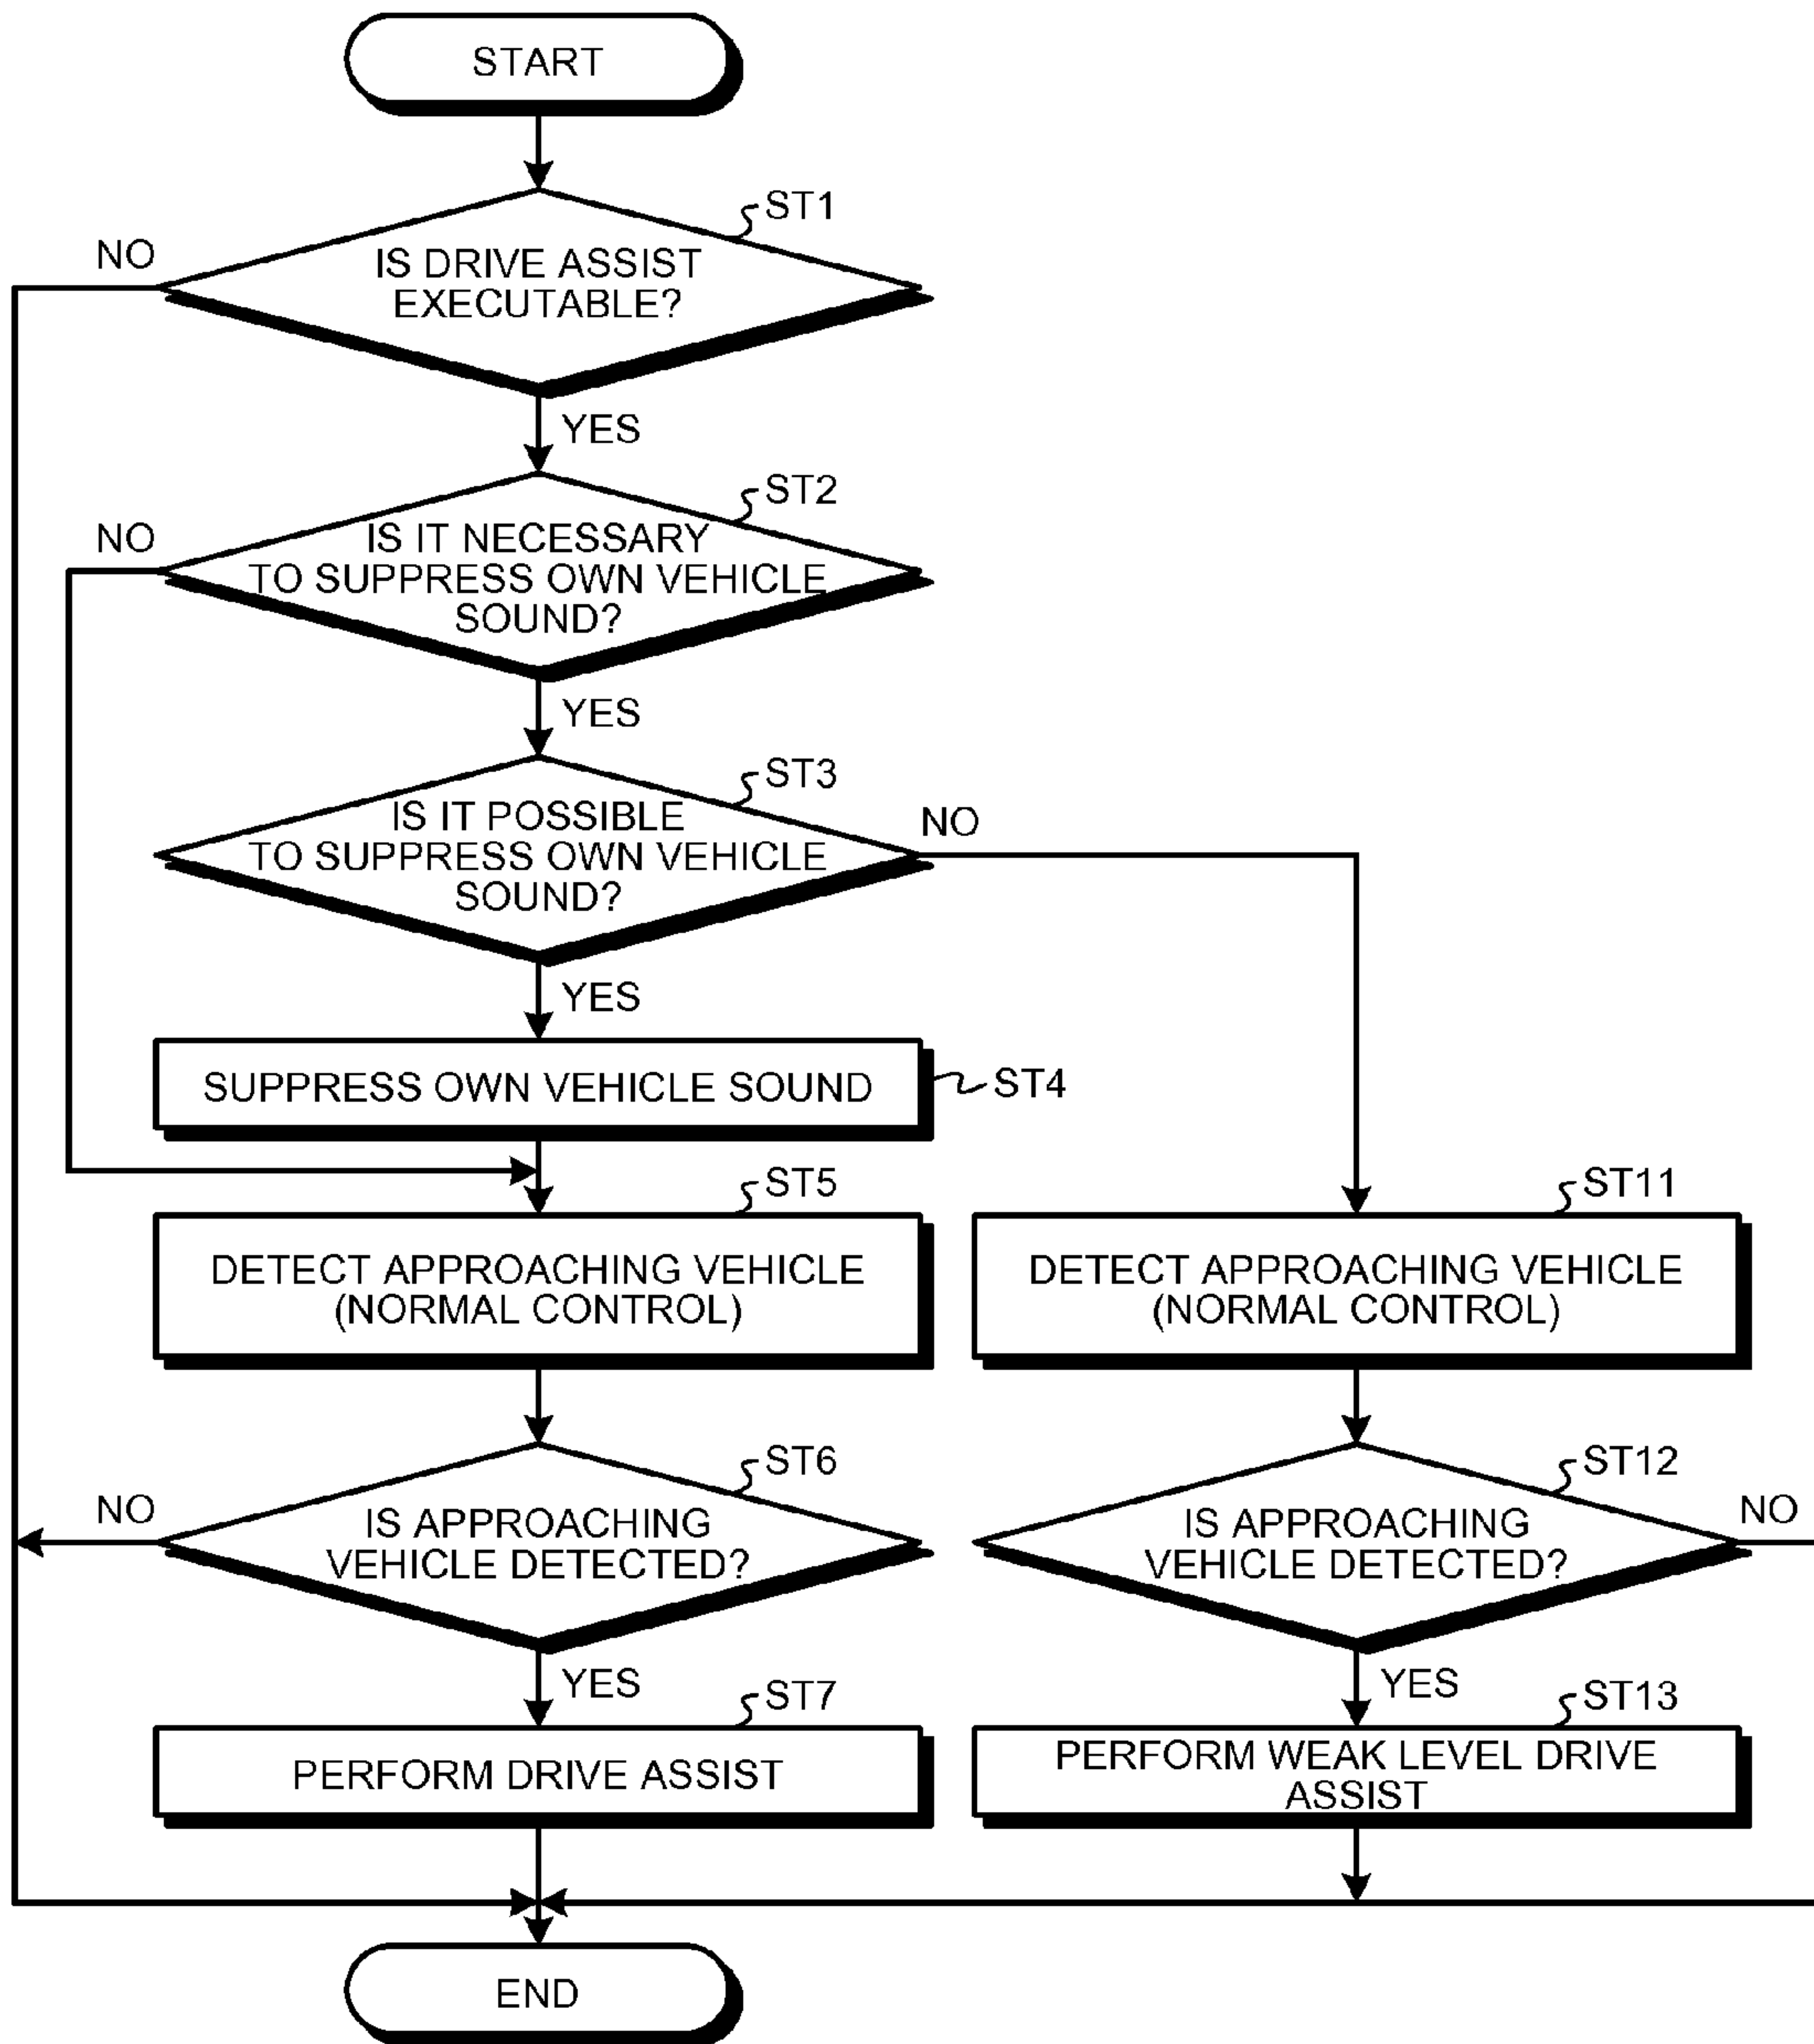 START
ST1
NO
IS DRIVE ASSIST
EXECUTABLE?
YES
ST2
NO
IS IT NECESSARY
TO SUPPRESS OWN VEHICLE
SOUND?
YES
ST3
NO
IS IT POSSIBLE
TO SUPPRESS OWN VEHICLE
SOUND?
YES
SUPPRESS OWN VEHICLE SOUND
ST4
ST5
DETECT APPROACHING VEHICLE
(NORMAL CONTROL)
ST11
DETECT APPROACHING VEHICLE
(NORMAL CONTROL)
ST6
NO
IS APPROACHING
VEHICLE DETECTED?
YES
ST12
NO
IS APPROACHING
VEHICLE DETECTED?
YES
ST7
PERFORM DRIVE ASSIST
ST13
PERFORM WEAK LEVEL DRIVE
ASSIST
END